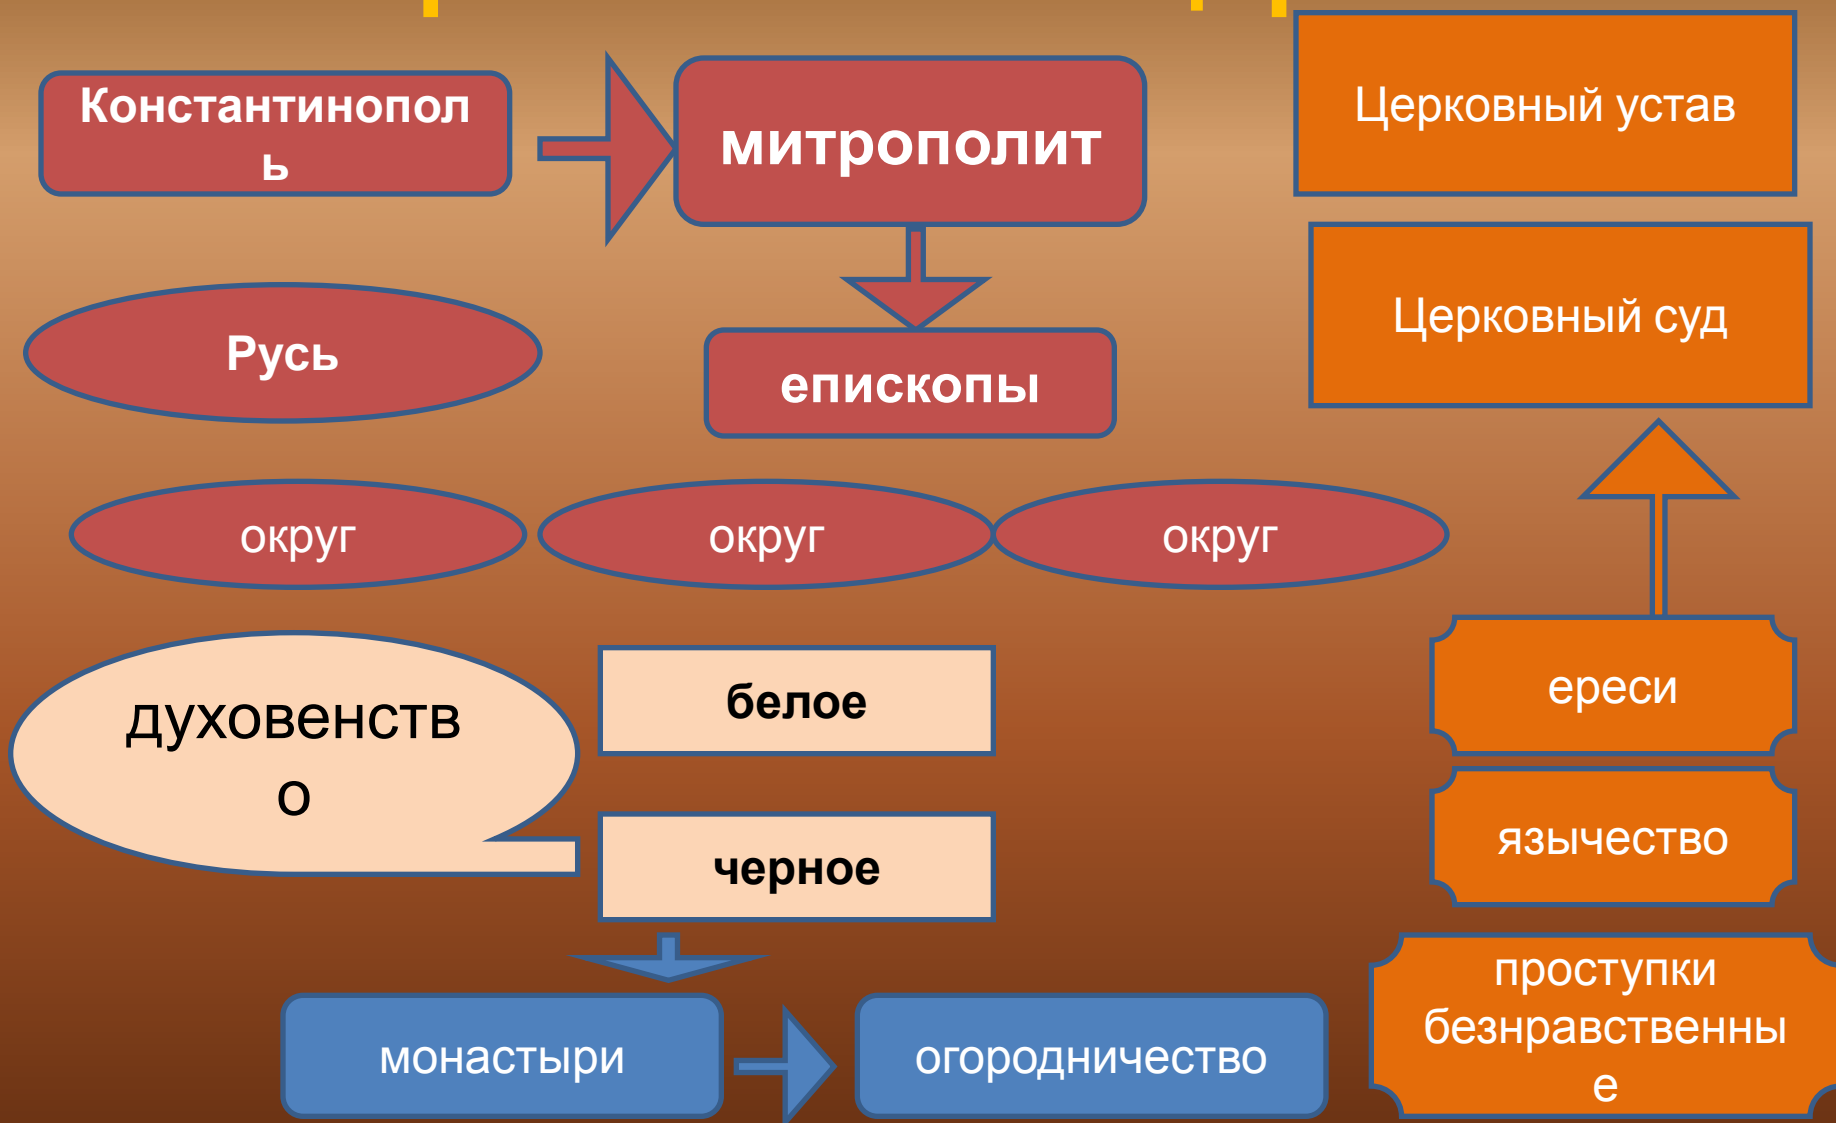 Константинопол
ь
митрополит
Церковный устав
Церковный суд
Русь
епископы
округ
округ
округ
духовенств
о
белое
черное
ереси
язычество
проступки
безнравственны
е
монастыри
огородничество